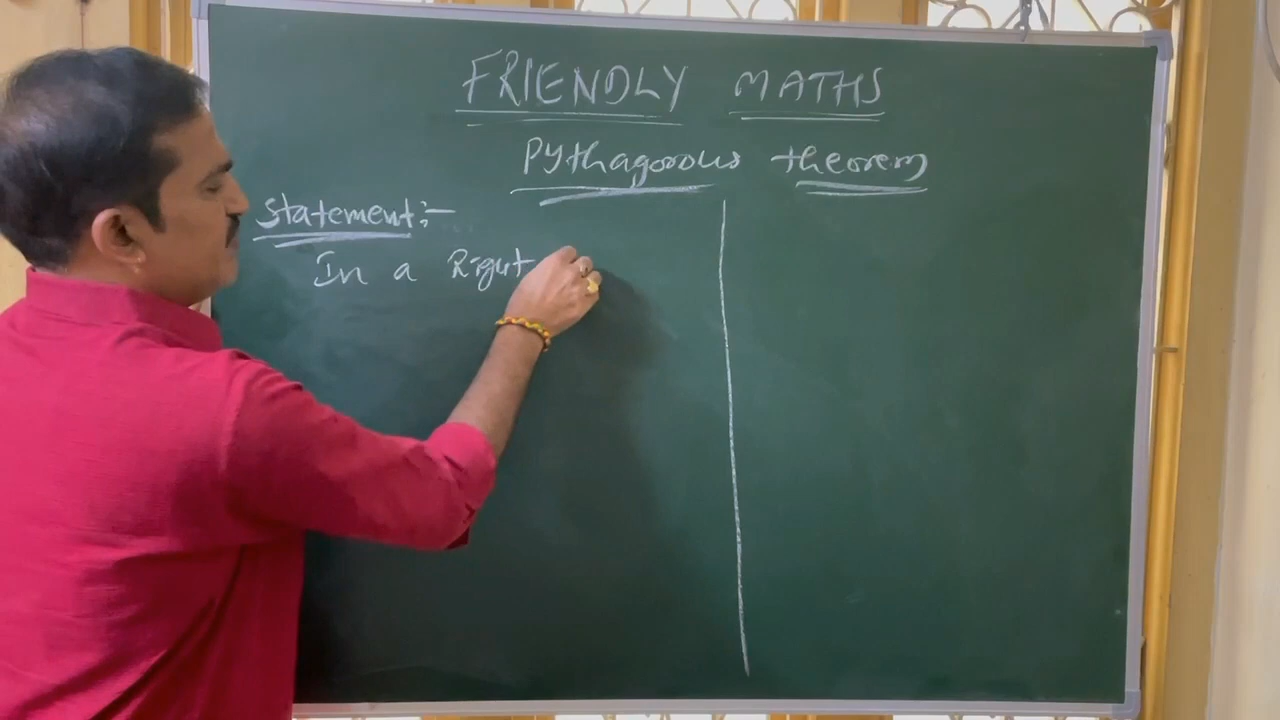 FRIENDLY MATHS
Pythagorous theorem
Statement:-
In a Right